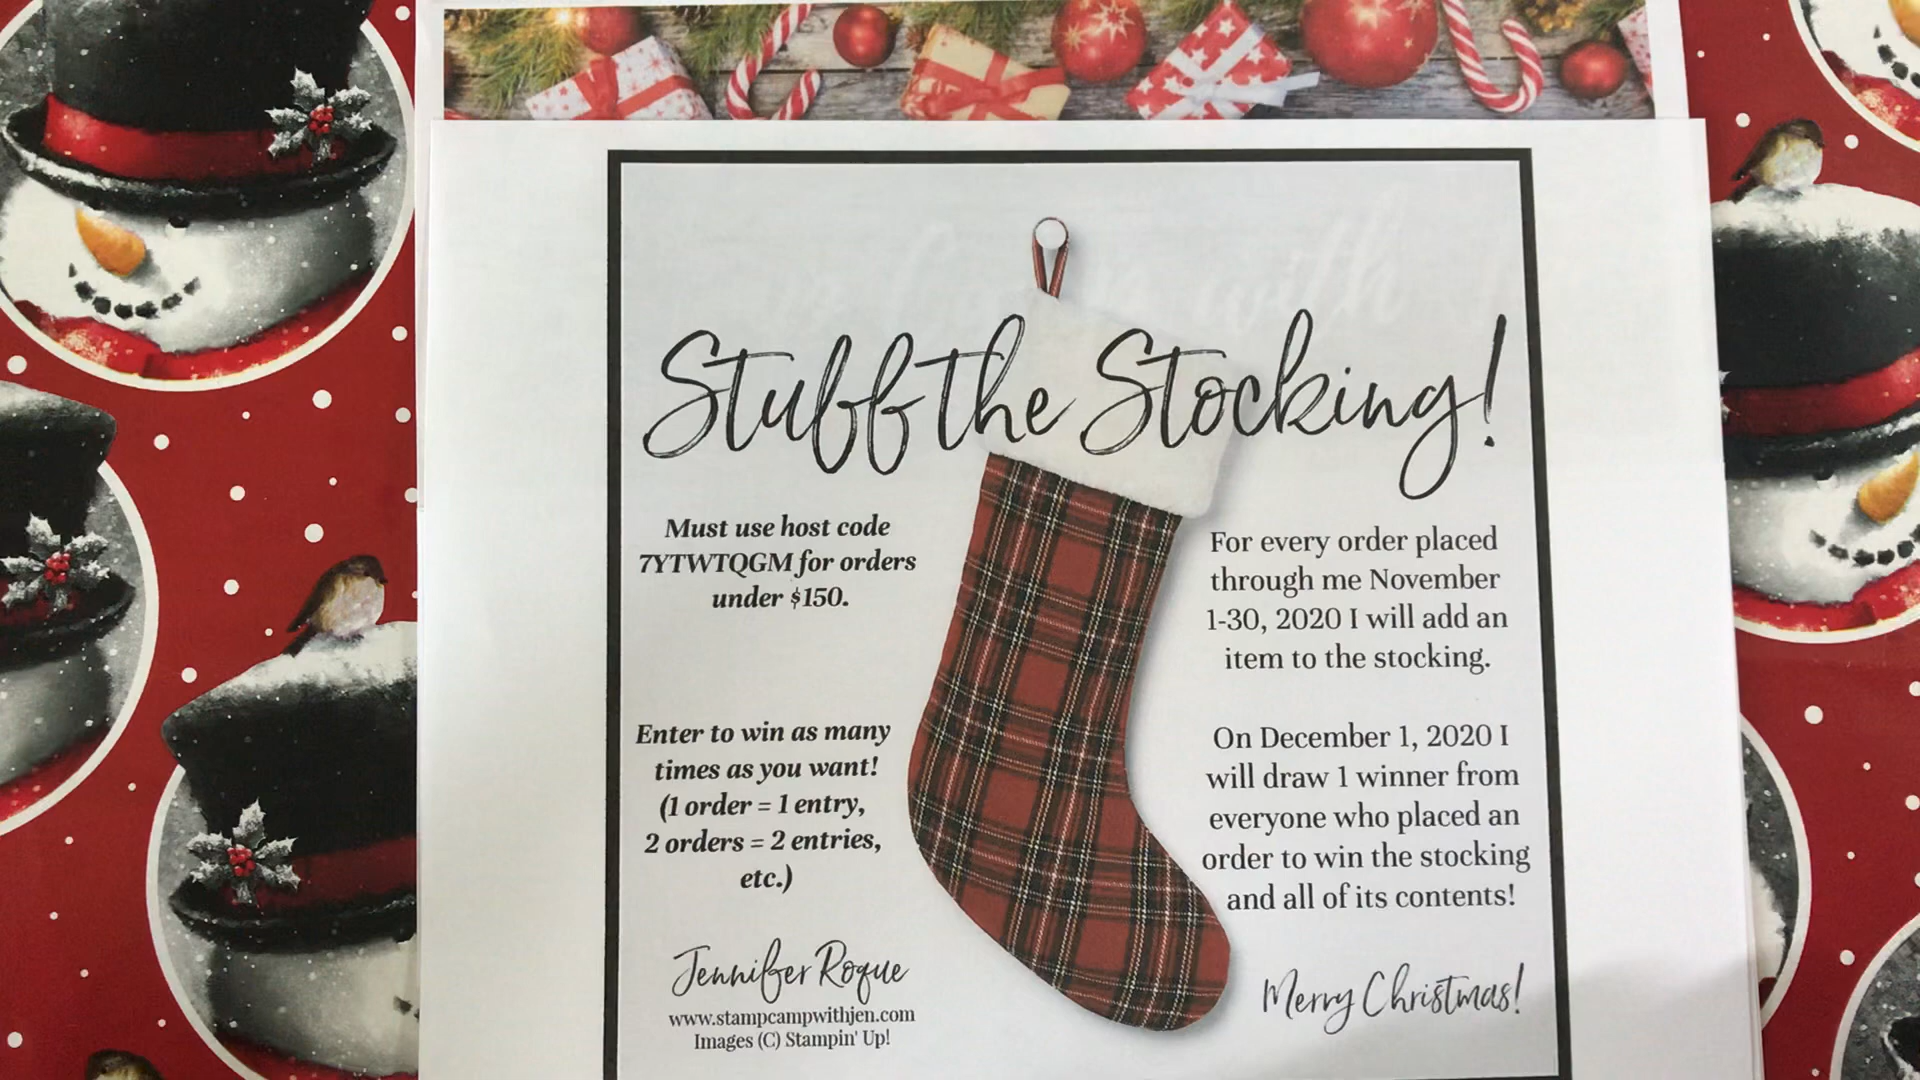 Stuff the Stocking!
Must use host code
7YTWTQGM for orders
under $150.
Enter to win as many
times as you want!
(1 order = 1 entry,
2 orders = 2 entries,
etc.)
Jennifer Roque
www.stampcampwithjen.com
Images (C) Stampin' Up!
For every order placed
through me November
1-30, 2020 I will add an
item to the stocking.
On December 1, 2020 I
will draw 1 winner from
everyone who placed an
order to win the stocking
and all of its contents!
Merry Christmas!